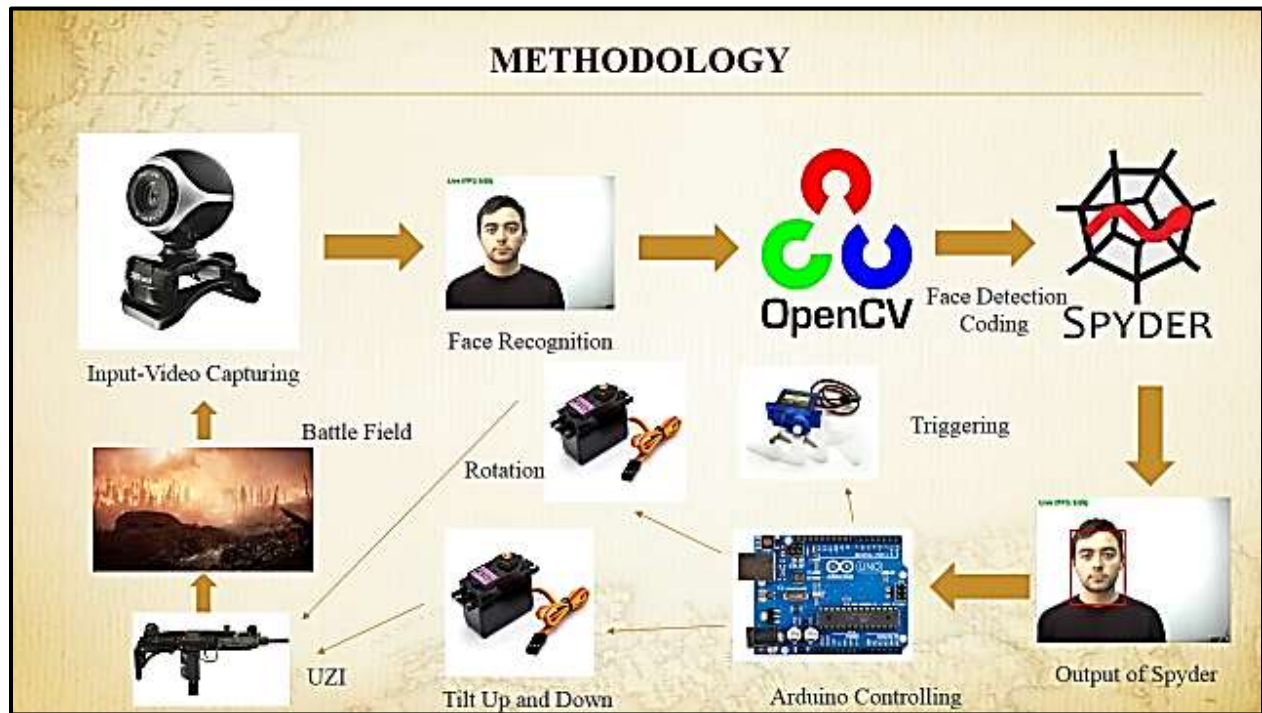 METHODOLOGY
Input-Video Capturing
Face Recognition
OpenCV
Face Detection
Coding
SPYDER
Battle Field
Rotation
Triggering
UZI
Tilt Up and Down
Arduino Controlling
Output of Spyder
UNO